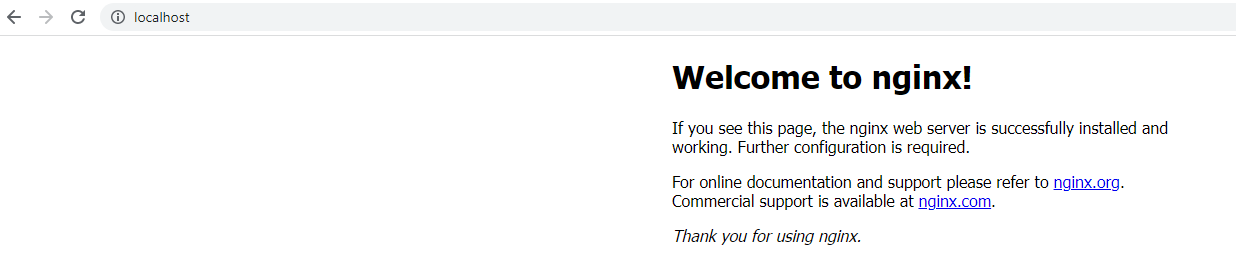 localhost
Welcome to nginx!
If you see this page, the nginx web server is successfully installed and
working. Further configuration is required.
For online documentation and support please refer to nginx.org.
Commercial support is available at nginx.com.
Thank you for using nginx.